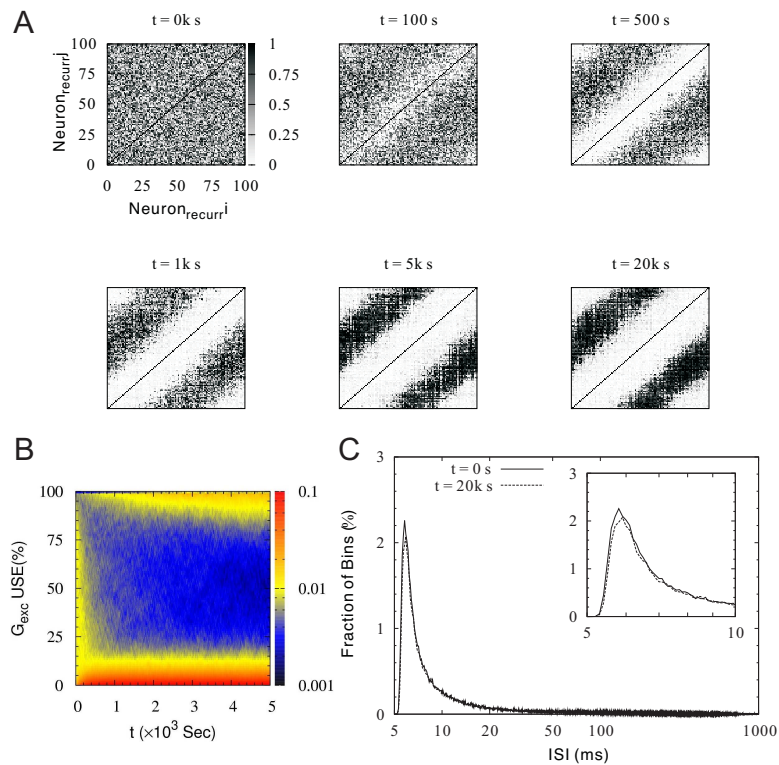 A
t = 0k s
t = 100 s
t = 500 s
Neuron_recurr j
100
75
50
25
0
1
0.75
0.5
0.25
0
0 25 50 75 100
Neuron_recurr i
t = 1k s
t = 5k s
t = 20k s
B
G_exc USE(%)
100
75
50
25
0
0.1
0.01
0.001
0 1 2 3 4 5
t (×10^3 Sec)
C
Fraction of Bins (%)
3
2
1
0
t = 0 s
t = 20k s
3
2
1
0
5 10
5 10 20 50 100 1000
ISI (ms)